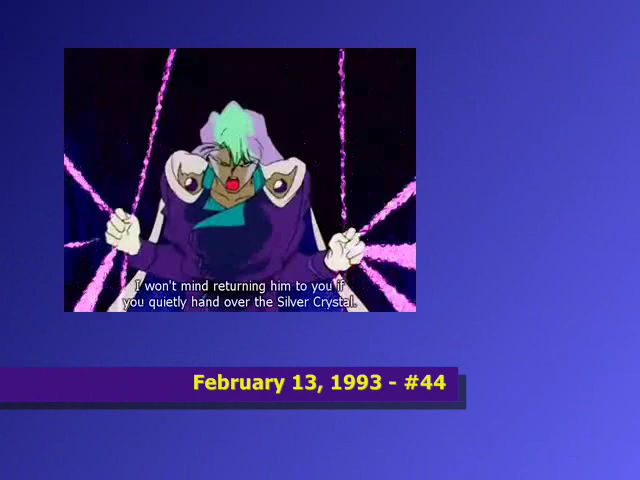 I won't mind returning him to you if
you quietly hand over the Silver Crystal.
February 13, 1993 - #44